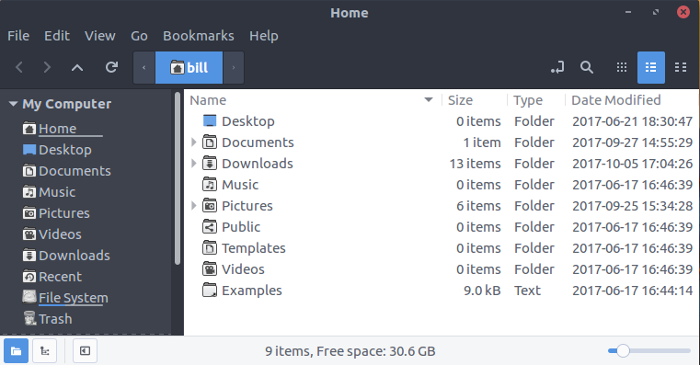 Home
File Edit View Go Bookmarks Help
bill
My Computer
Home
Desktop
Documents
Music
Pictures
Videos
Downloads
Recent
File System
Trash
Name Size Type Date Modified
Desktop 0 items Folder 2017-06-21 18:30:47
Documents 1 item Folder 2017-09-27 14:55:29
Downloads 13 items Folder 2017-10-05 17:04:26
Music 0 items Folder 2017-06-17 16:46:39
Pictures 6 items Folder 2017-09-25 15:34:28
Public 0 items Folder 2017-06-17 16:46:39
Templates 0 items Folder 2017-06-17 16:46:39
Videos 0 items Folder 2017-06-17 16:46:39
Examples 9.0 kB Text 2017-06-17 16:44:14
9 items, Free space: 30.6 GB